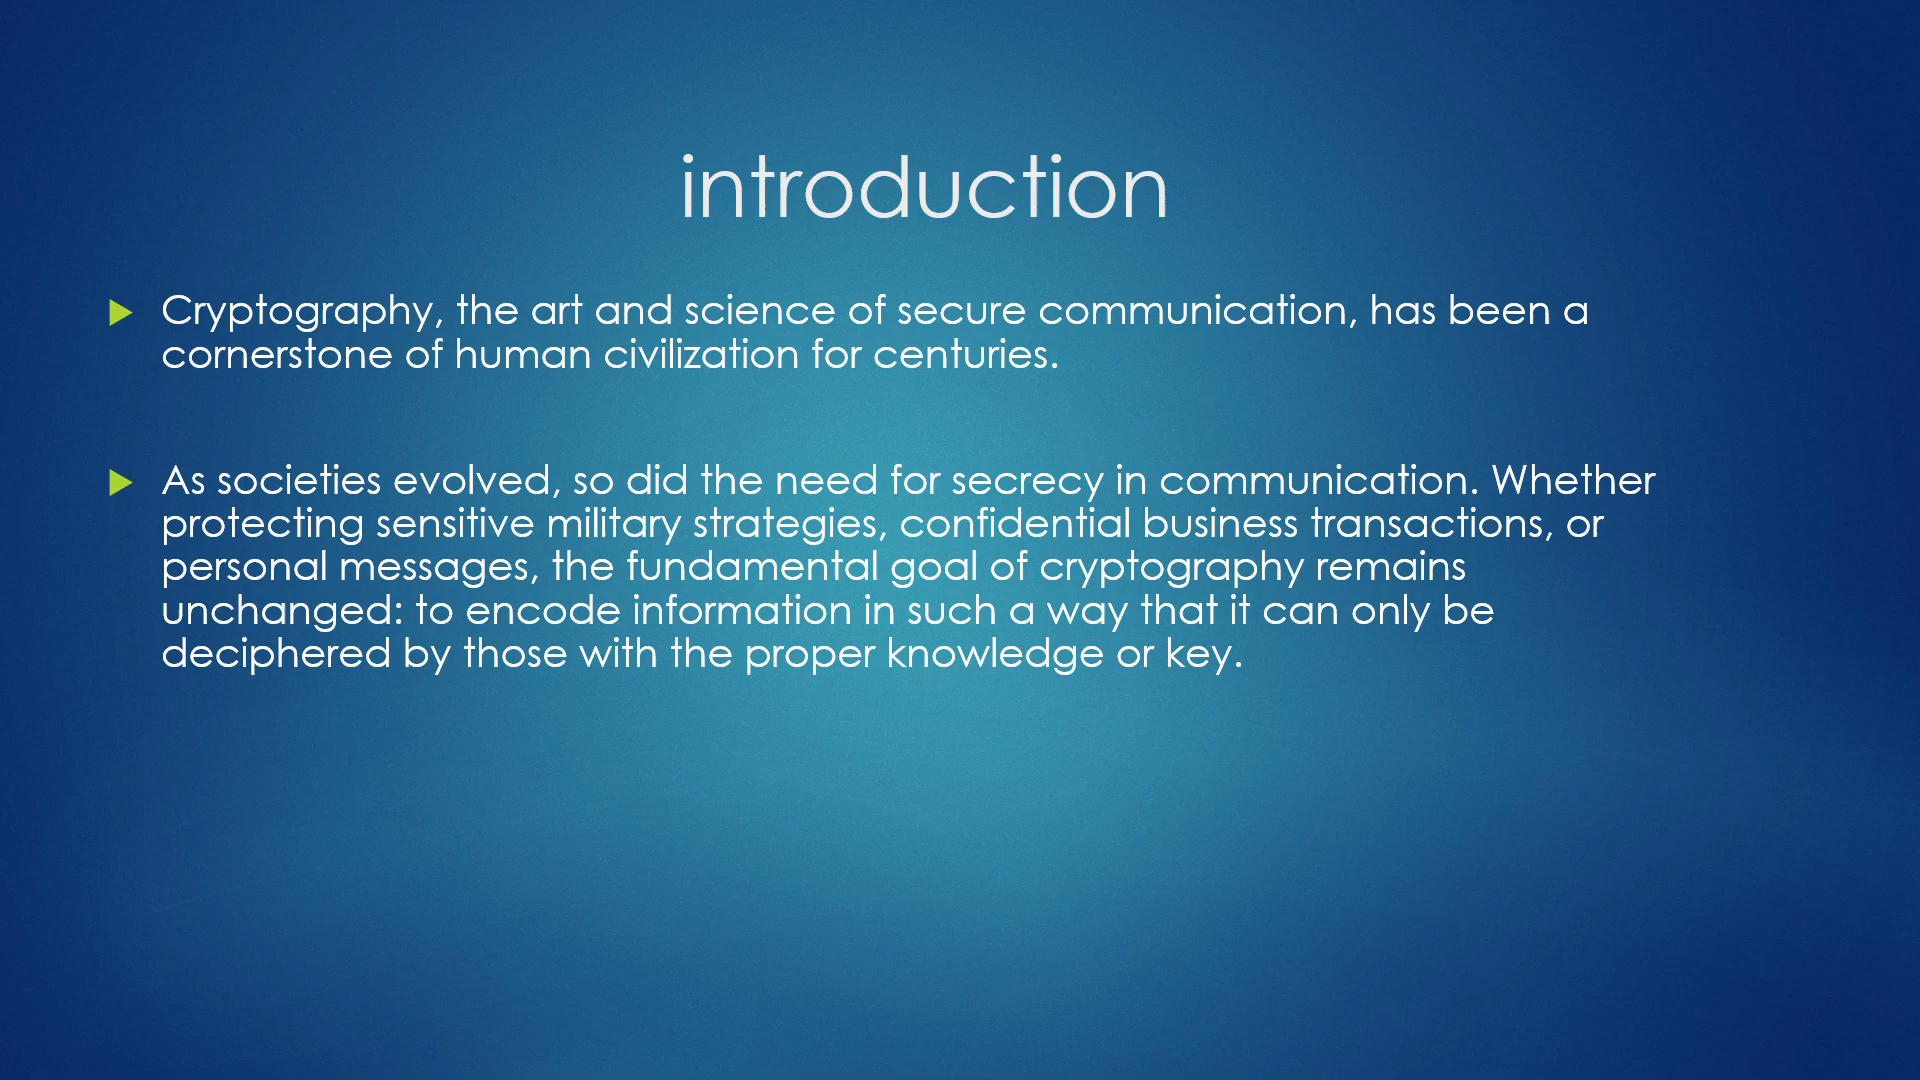 introduction
Cryptography, the art and science of secure communication, has been a
cornerstone of human civilization for centuries.
As societies evolved, so did the need for secrecy in communication. Whether
protecting sensitive military strategies, confidential business transactions, or
personal messages, the fundamental goal of cryptography remains
unchanged: to encode information in such a way that it can only be
deciphered by those with the proper knowledge or key.